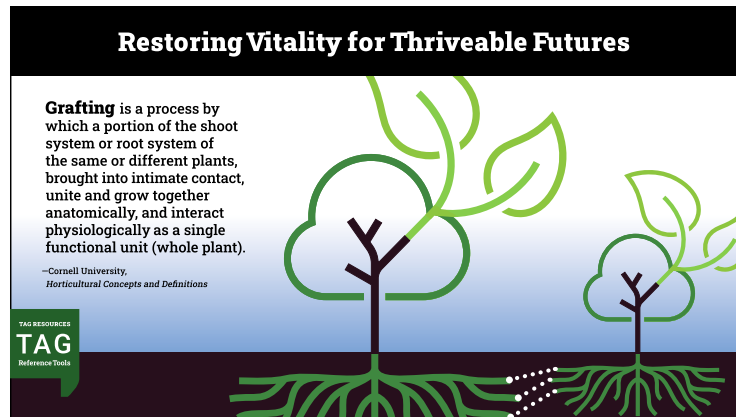 Restoring Vitality for Thriveable Futures
Grafting is a process by
which a portion of the shoot
system or root system of
the same or different plants,
brought into intimate contact,
unite and grow together
anatomically, and interact
physiologically as a single
functional unit (whole plant).
—Cornell University,
Horticultural Concepts and Definitions
TAG RESOURCES
TAG
Reference Tools